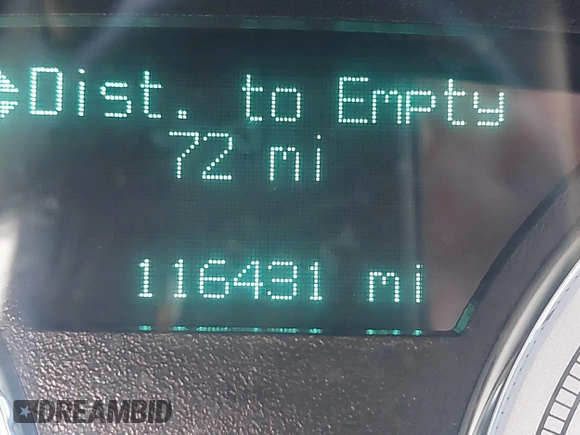 Dist. to Empty
72 mi
116431 mi
DREAMBID